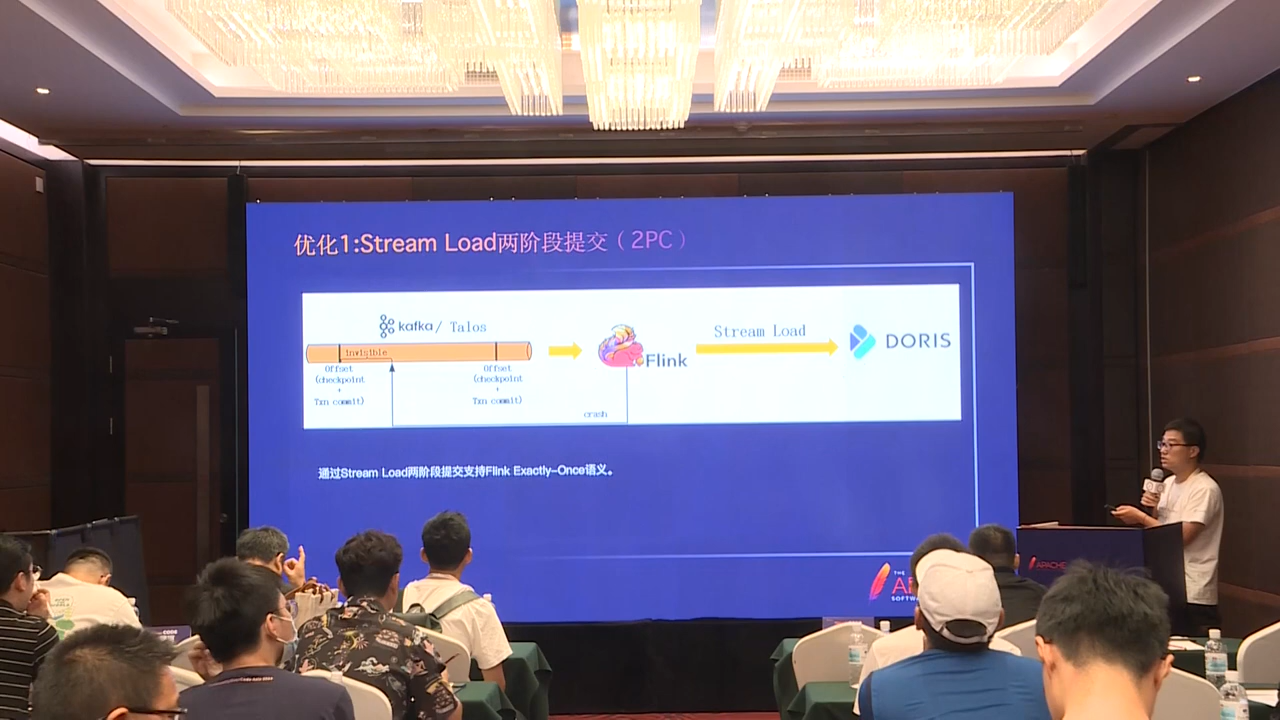 优化1:Stream Load两阶段提交（2PC）
kafka / Talos
invisible
Offset
(checkpoint
+
Txn commit)
Offset
(checkpoint
+
Txn commit)
crash
Flink
Stream Load
DORIS
通过Stream Load两阶段提交支持Flink Exactly-Once语义。
THE
APACHE